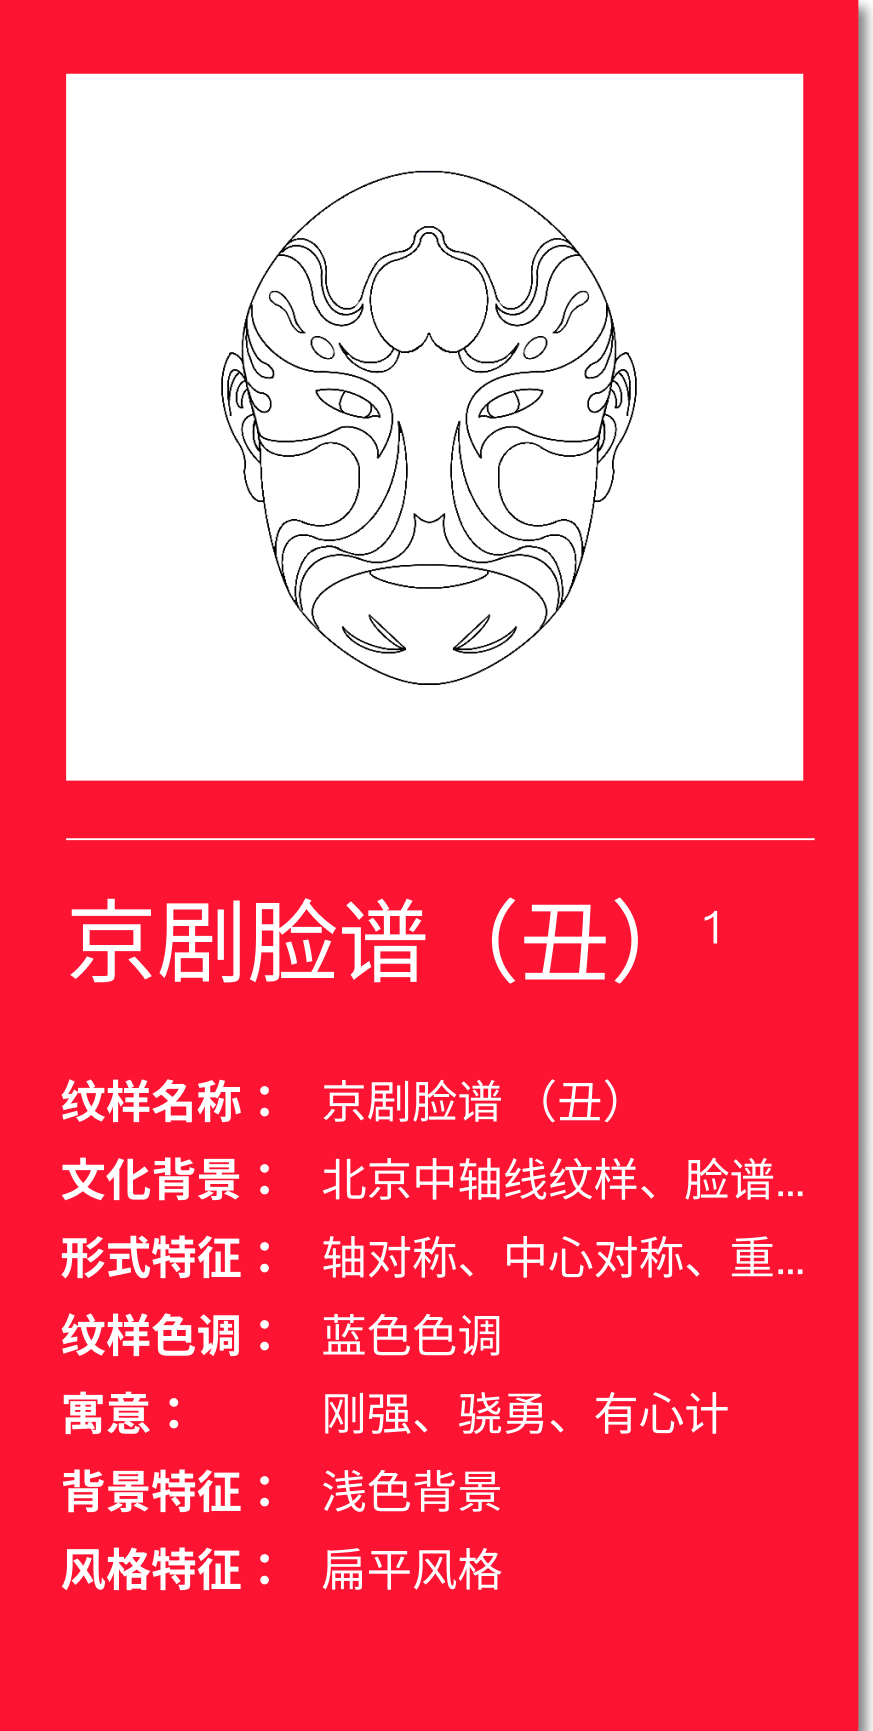 京剧脸谱（丑）1
纹样名称： 京剧脸谱 （丑）
文化背景： 北京中轴线纹样、脸谱...
形式特征： 轴对称、中心对称、重...
纹样色调： 蓝色色调
寓意： 刚强、骁勇、有心计
背景特征： 浅色背景
风格特征： 扁平风格